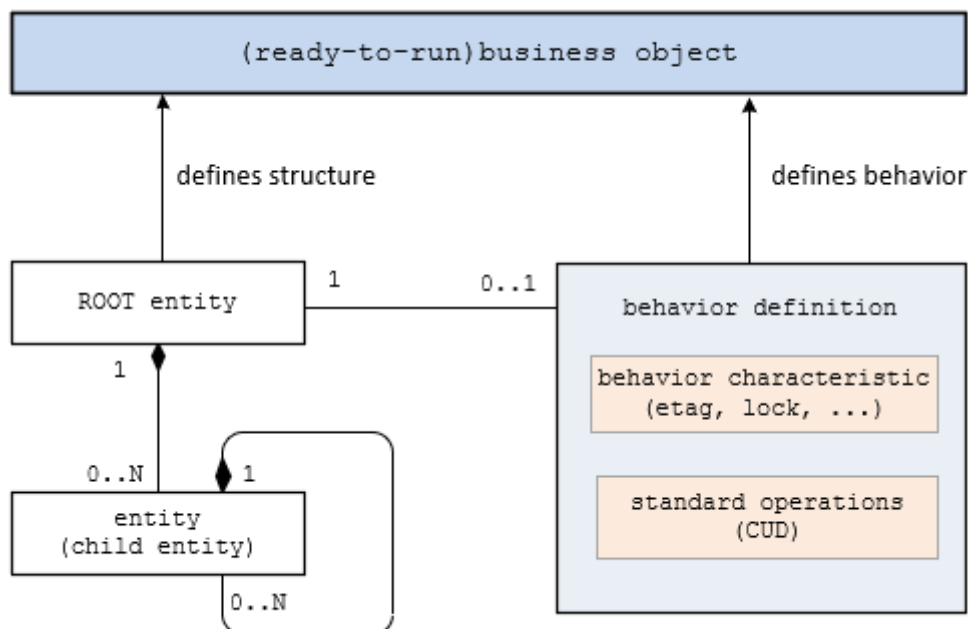 (ready-to-run)business object
defines structure
defines behavior
1
0..1
ROOT entity
behavior definition
1
behavior characteristic
(etag, lock, ...)
0..N
1
entity
(child entity)
standard operations
(CUD)
0..N